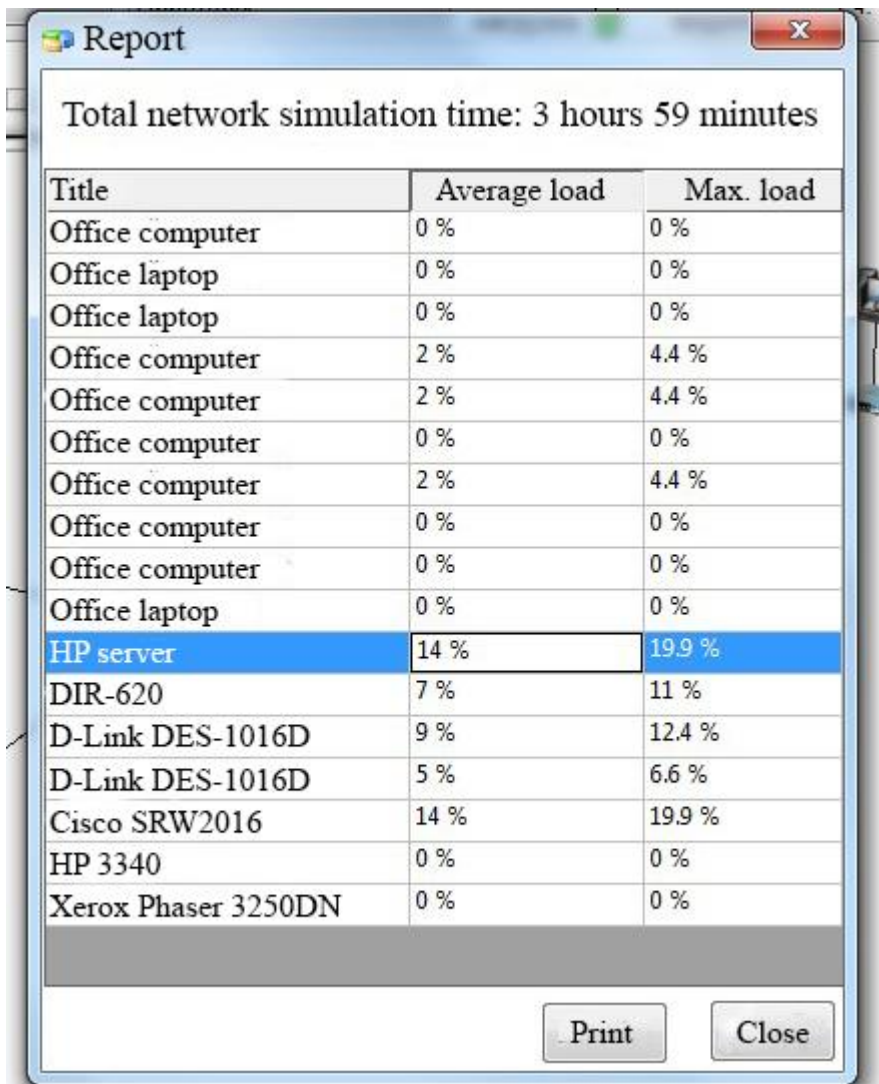 Report
Total network simulation time: 3 hours 59 minutes
Title Average load Max. load
Office computer 0 % 0 %
Office laptop 0 % 0 %
Office laptop 0 % 0 %
Office computer 2 % 4.4 %
Office computer 2 % 4.4 %
Office computer 0 % 0 %
Office computer 2 % 4.4 %
Office computer 0 % 0 %
Office computer 0 % 0 %
Office laptop 0 % 0 %
HP server 14 % 19.9 %
DIR-620 7 % 11 %
D-Link DES-1016D 9 % 12.4 %
D-Link DES-1016D 5 % 6.6 %
Cisco SRW2016 14 % 19.9 %
HP 3340 0 % 0 %
Xerox Phaser 3250DN 0 % 0 %
Print Close